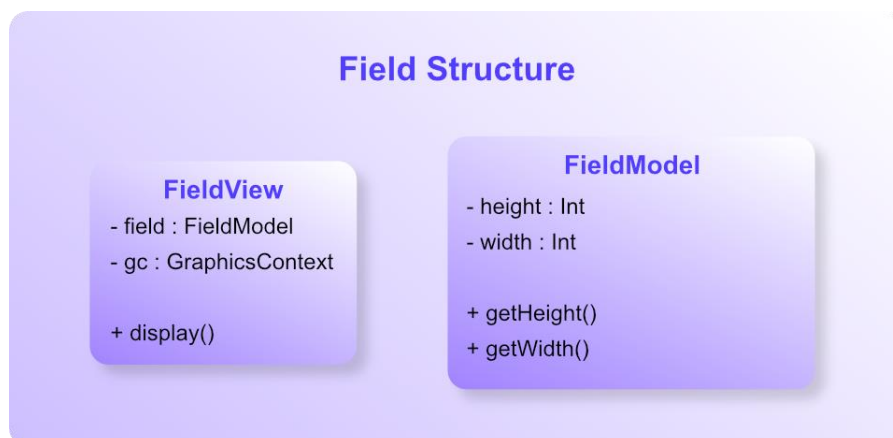 Field Structure
FieldView
- field : FieldModel
- gc : GraphicsContext
+ display()
FieldModel
- height : Int
- width : Int
+ getHeight()
+ getWidth()